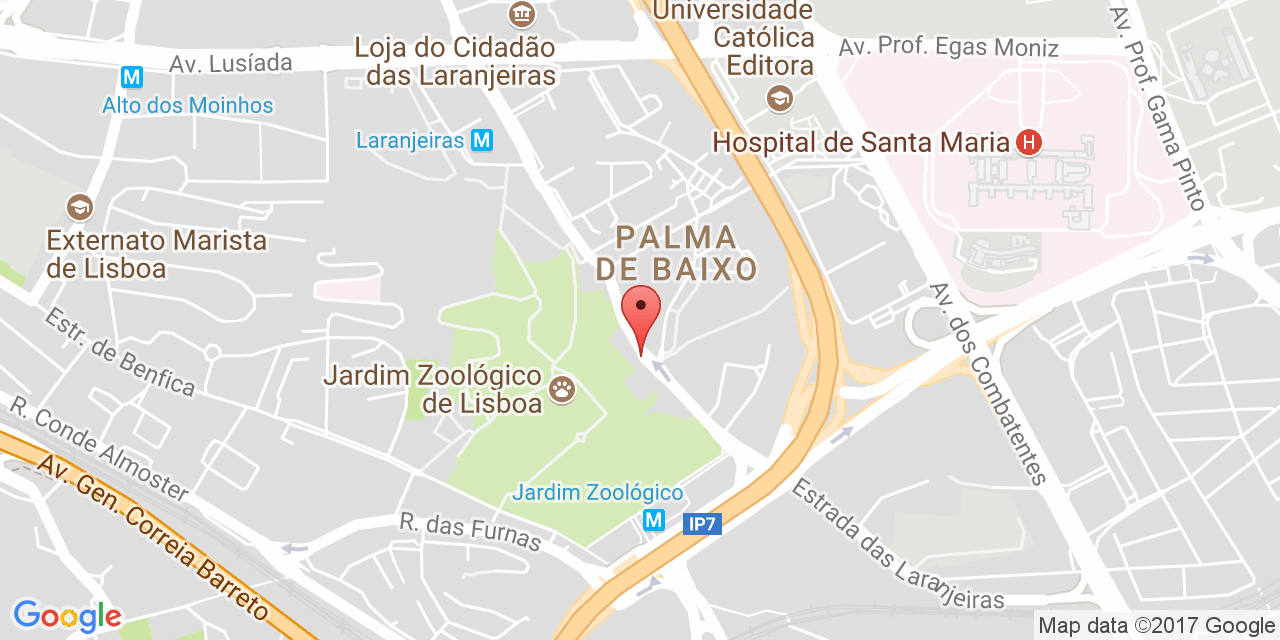 Universidade
Católica
Editora
Loja do Cidadão
das Laranjeiras
Av. Lusíada
Av. Prof. Egas Moniz
Av. Prof. Gama Pinto
M
Alto dos Moinhos
Laranjeiras M
Hospital de Santa Maria H
Externato Marista
de Lisboa
PALMA
DE BAIXO
Estr. de Benfica
Av. dos Combatentes
Jardim Zoológico
de Lisboa
R. Conde Almoster
Av. Gen. Correia Barreto
Jardim Zoológico
M
IP7
R. das Furnas
Estrada das Laranjeiras
Google
Map data ©2017 Google